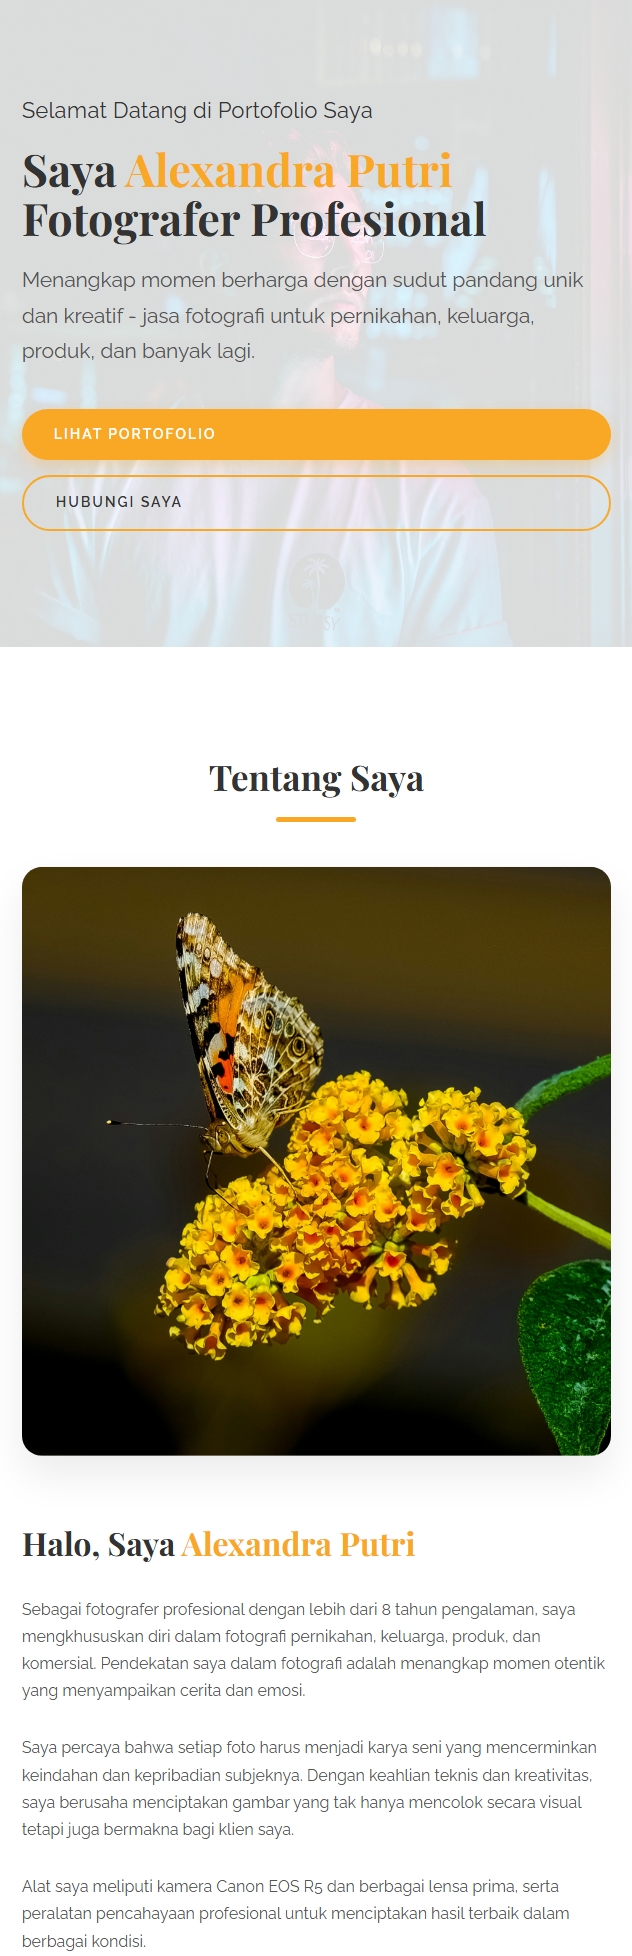 Selamat Datang di Portofolio Saya
Saya Alexandra Putri
Fotografer Profesional
Menangkap momen berharga dengan sudut pandang unik
dan kreatif - jasa fotografi untuk pernikahan, keluarga,
produk, dan banyak lagi.
LIHAT PORTOFOLIO
HUBUNGI SAYA
Tentang Saya
Halo, Saya Alexandra Putri
Sebagai fotografer profesional dengan lebih dari 8 tahun pengalaman, saya
mengkhususkan diri dalam fotografi pernikahan, keluarga, produk, dan
komersial. Pendekatan saya dalam fotografi adalah menangkap momen otentik
yang menyampaikan cerita dan emosi.
Saya percaya bahwa setiap foto harus menjadi karya seni yang mencerminkan
keindahan dan kepribadian subjeknya. Dengan keahlian teknis dan kreativitas,
saya berusaha menciptakan gambar yang tak hanya mencolok secara visual
tetapi juga bermakna bagi klien saya.
Alat saya meliputi kamera Canon EOS R5 dan berbagai lensa prima, serta
peralatan pencahayaan profesional untuk menciptakan hasil terbaik dalam
berbagai kondisi.